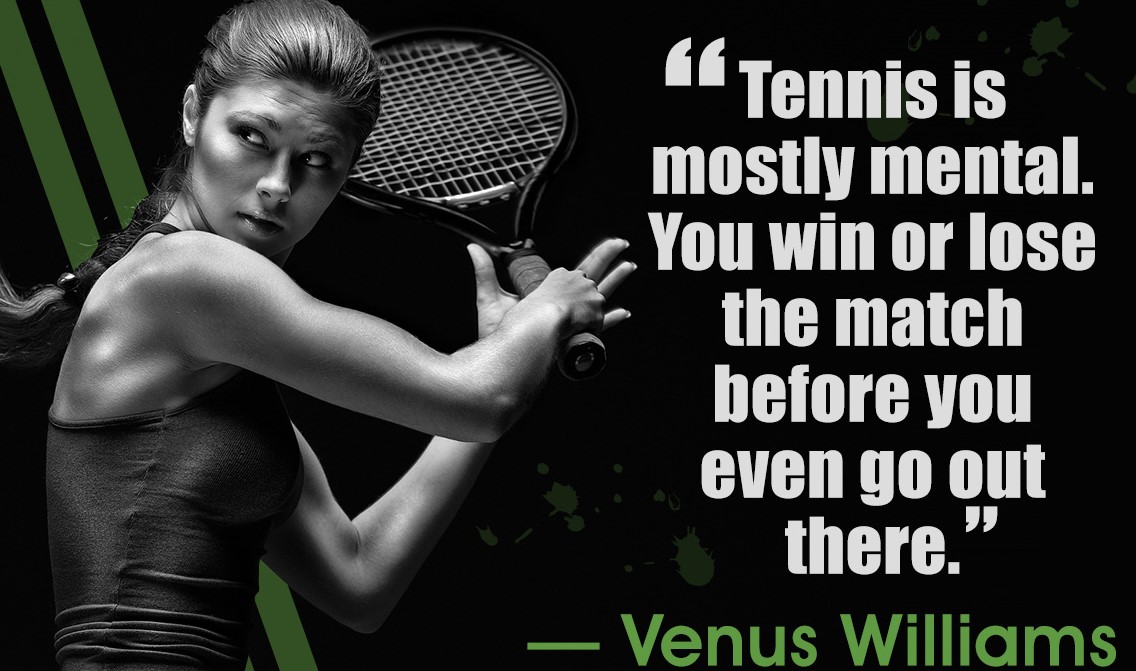 “Tennis is
mostly mental.
You win or lose
the match
before you
even go out
there.”
— Venus Williams